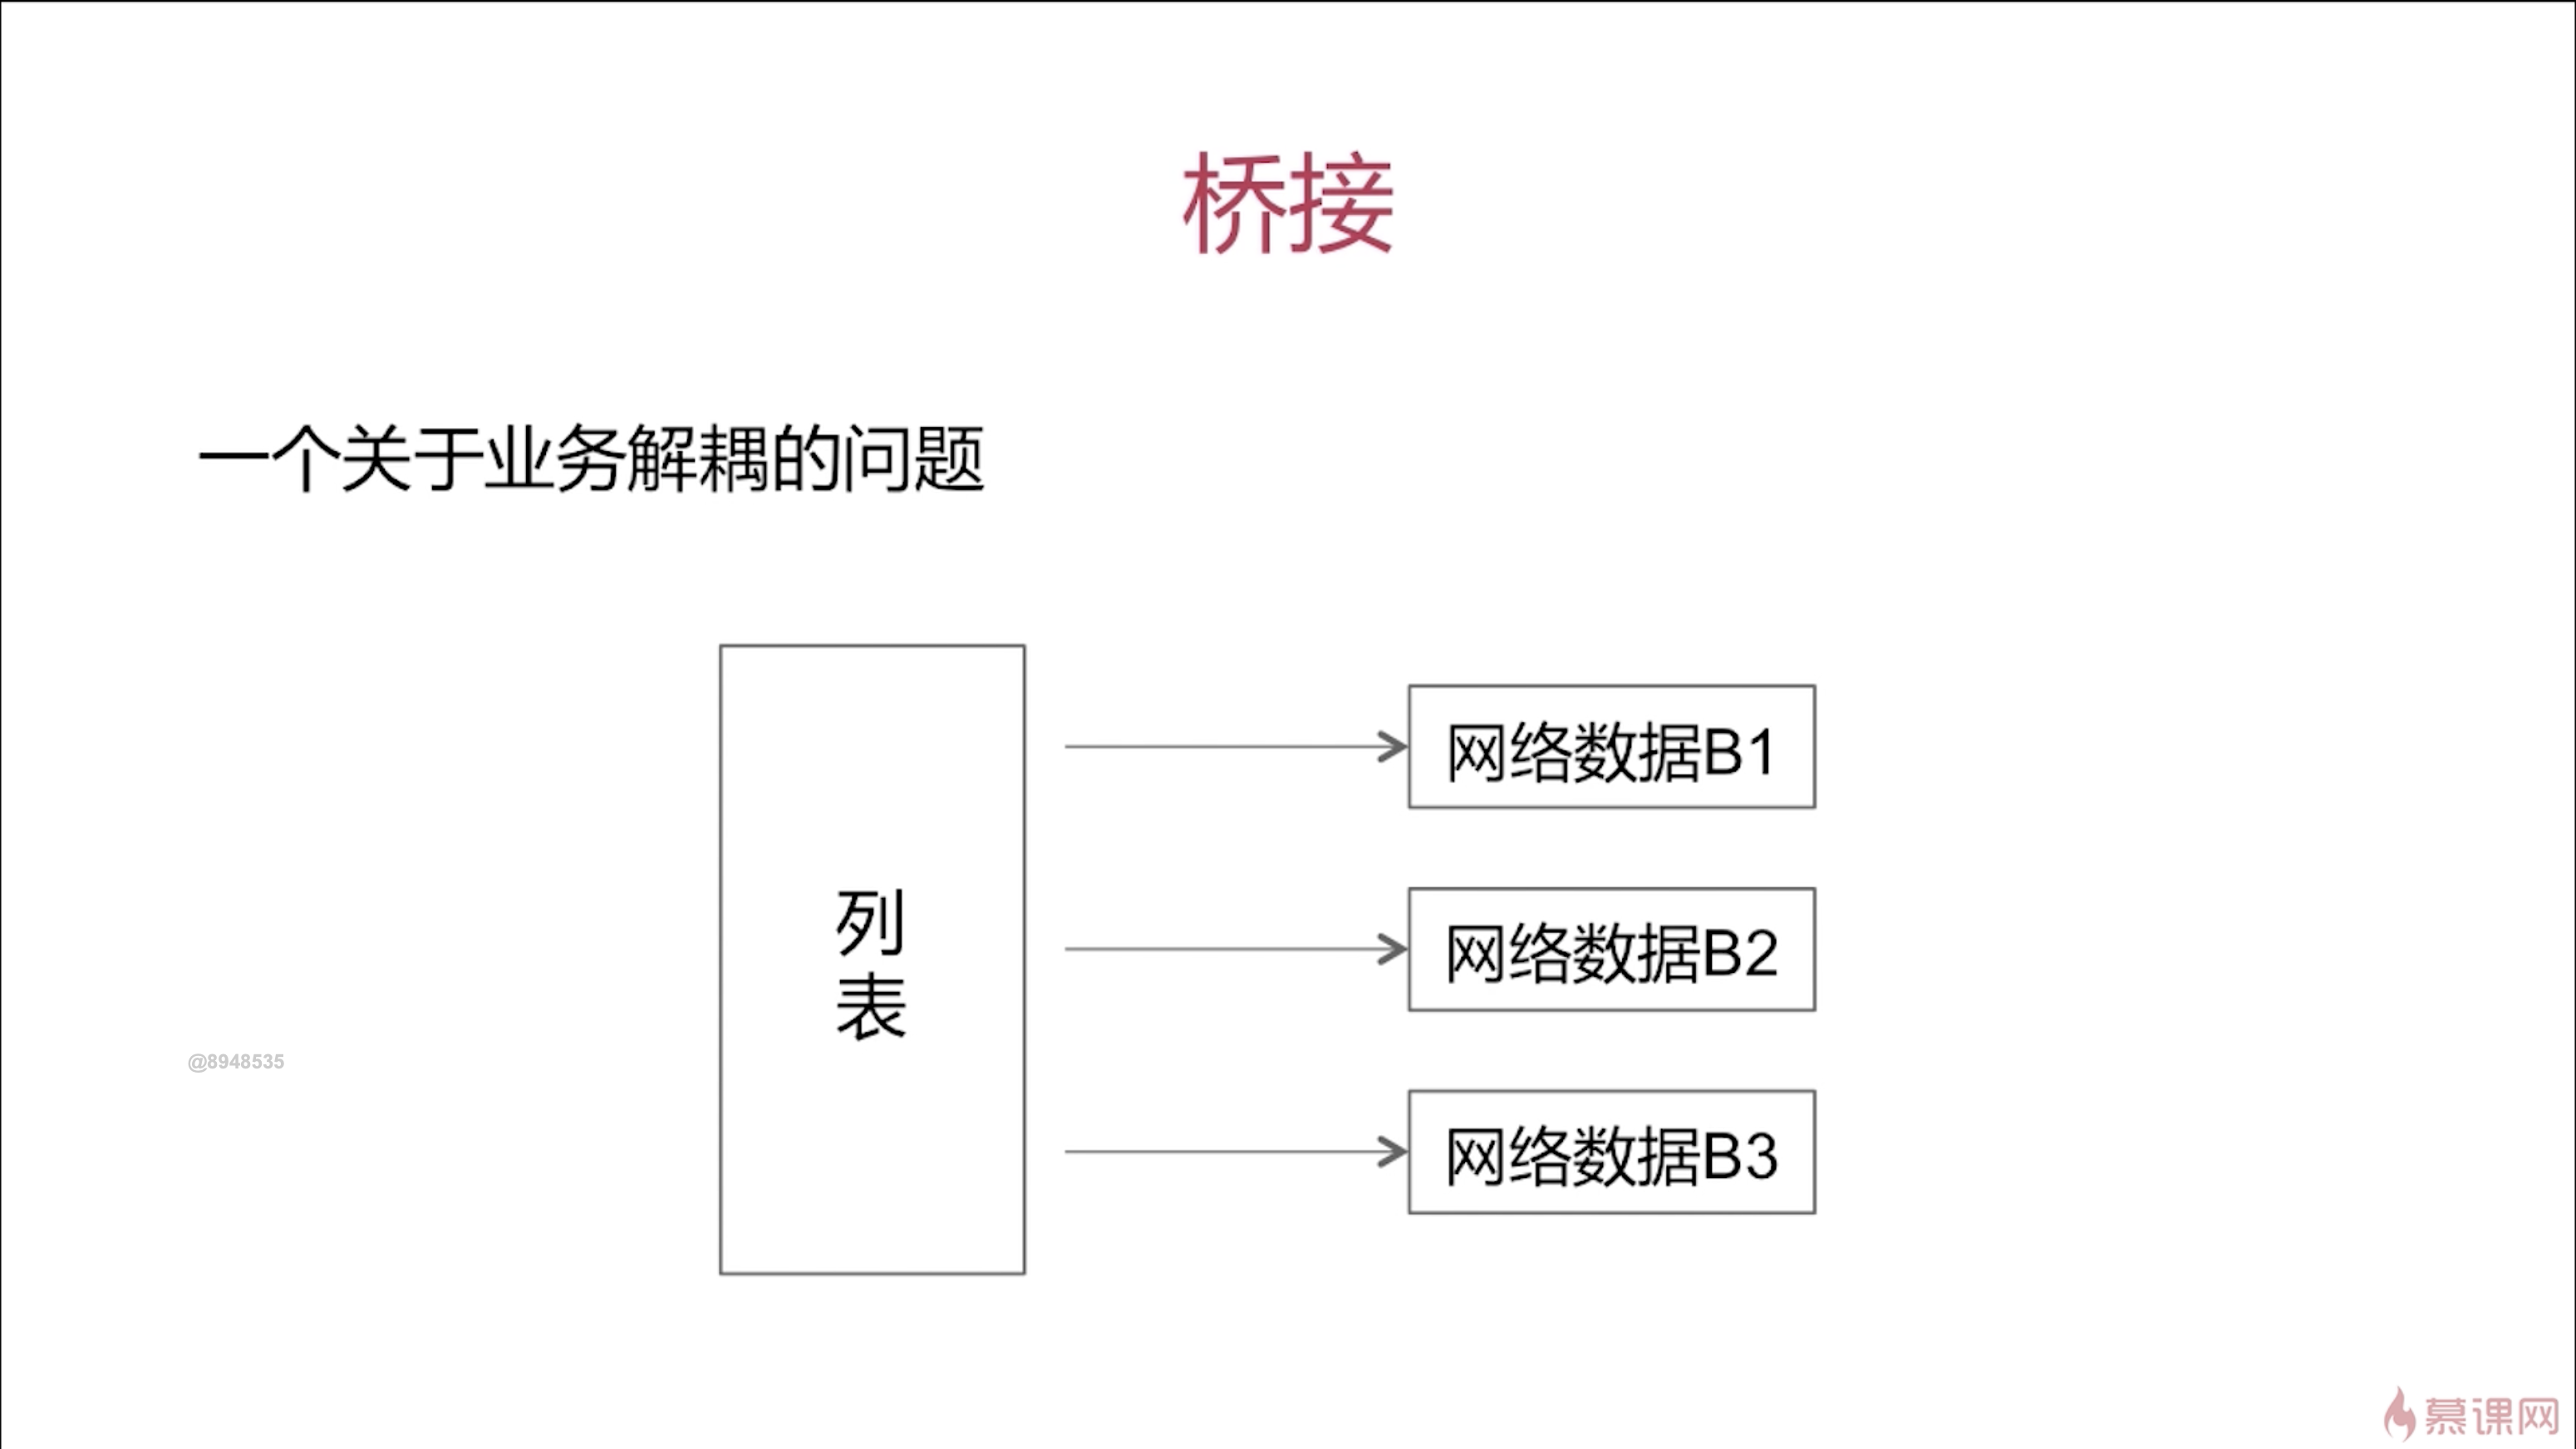 桥接
一个关于业务解耦的问题
网络数据B1
列
表
网络数据B2
网络数据B3
@8948535
慕课网